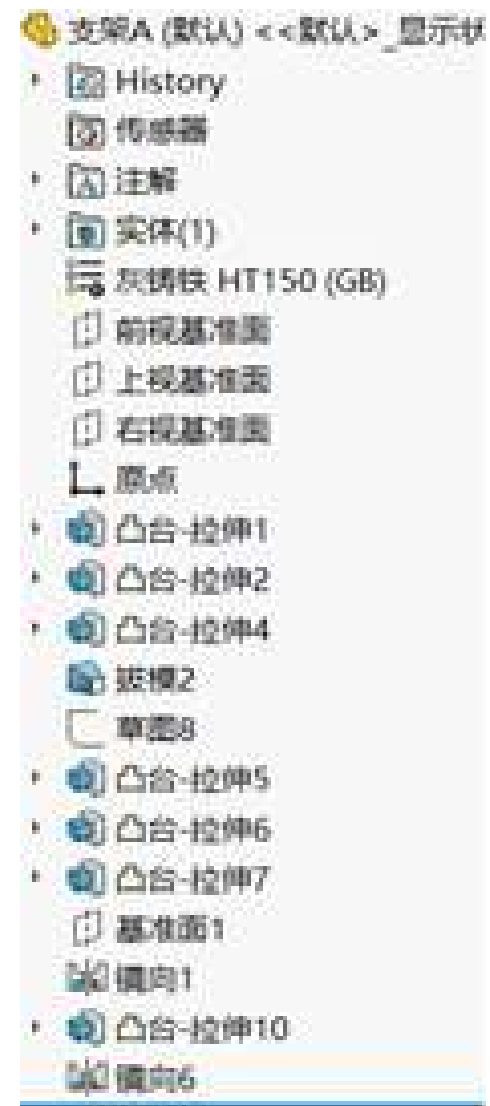 支架A (默认) <<默认>_显示状
History
传感器
注解
实体(1)
灰铸铁 HT150 (GB)
前视基准面
上视基准面
右视基准面
原点
凸台-拉伸1
凸台-拉伸2
凸台-拉伸4
拔模2
草图8
凸台-拉伸5
凸台-拉伸6
凸台-拉伸7
基准面1
镜向1
凸台-拉伸10
镜向6